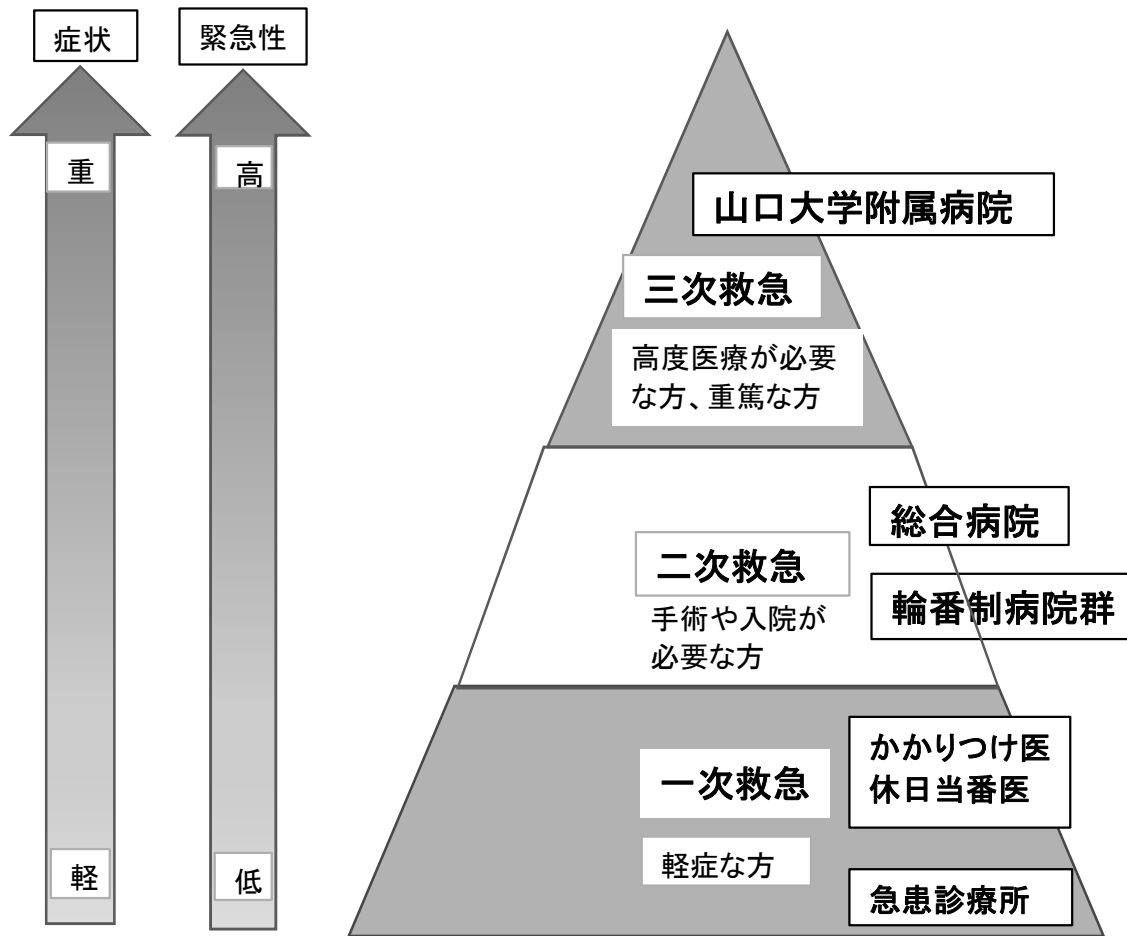 症状
緊急性
重
高
山口大学附属病院
三次救急
高度医療が必要
な方、重篤な方
総合病院
二次救急
輪番制病院群
手術や入院が
必要な方
かかりつけ医
休日当番医
一次救急
軽症な方
軽
低
急患診療所